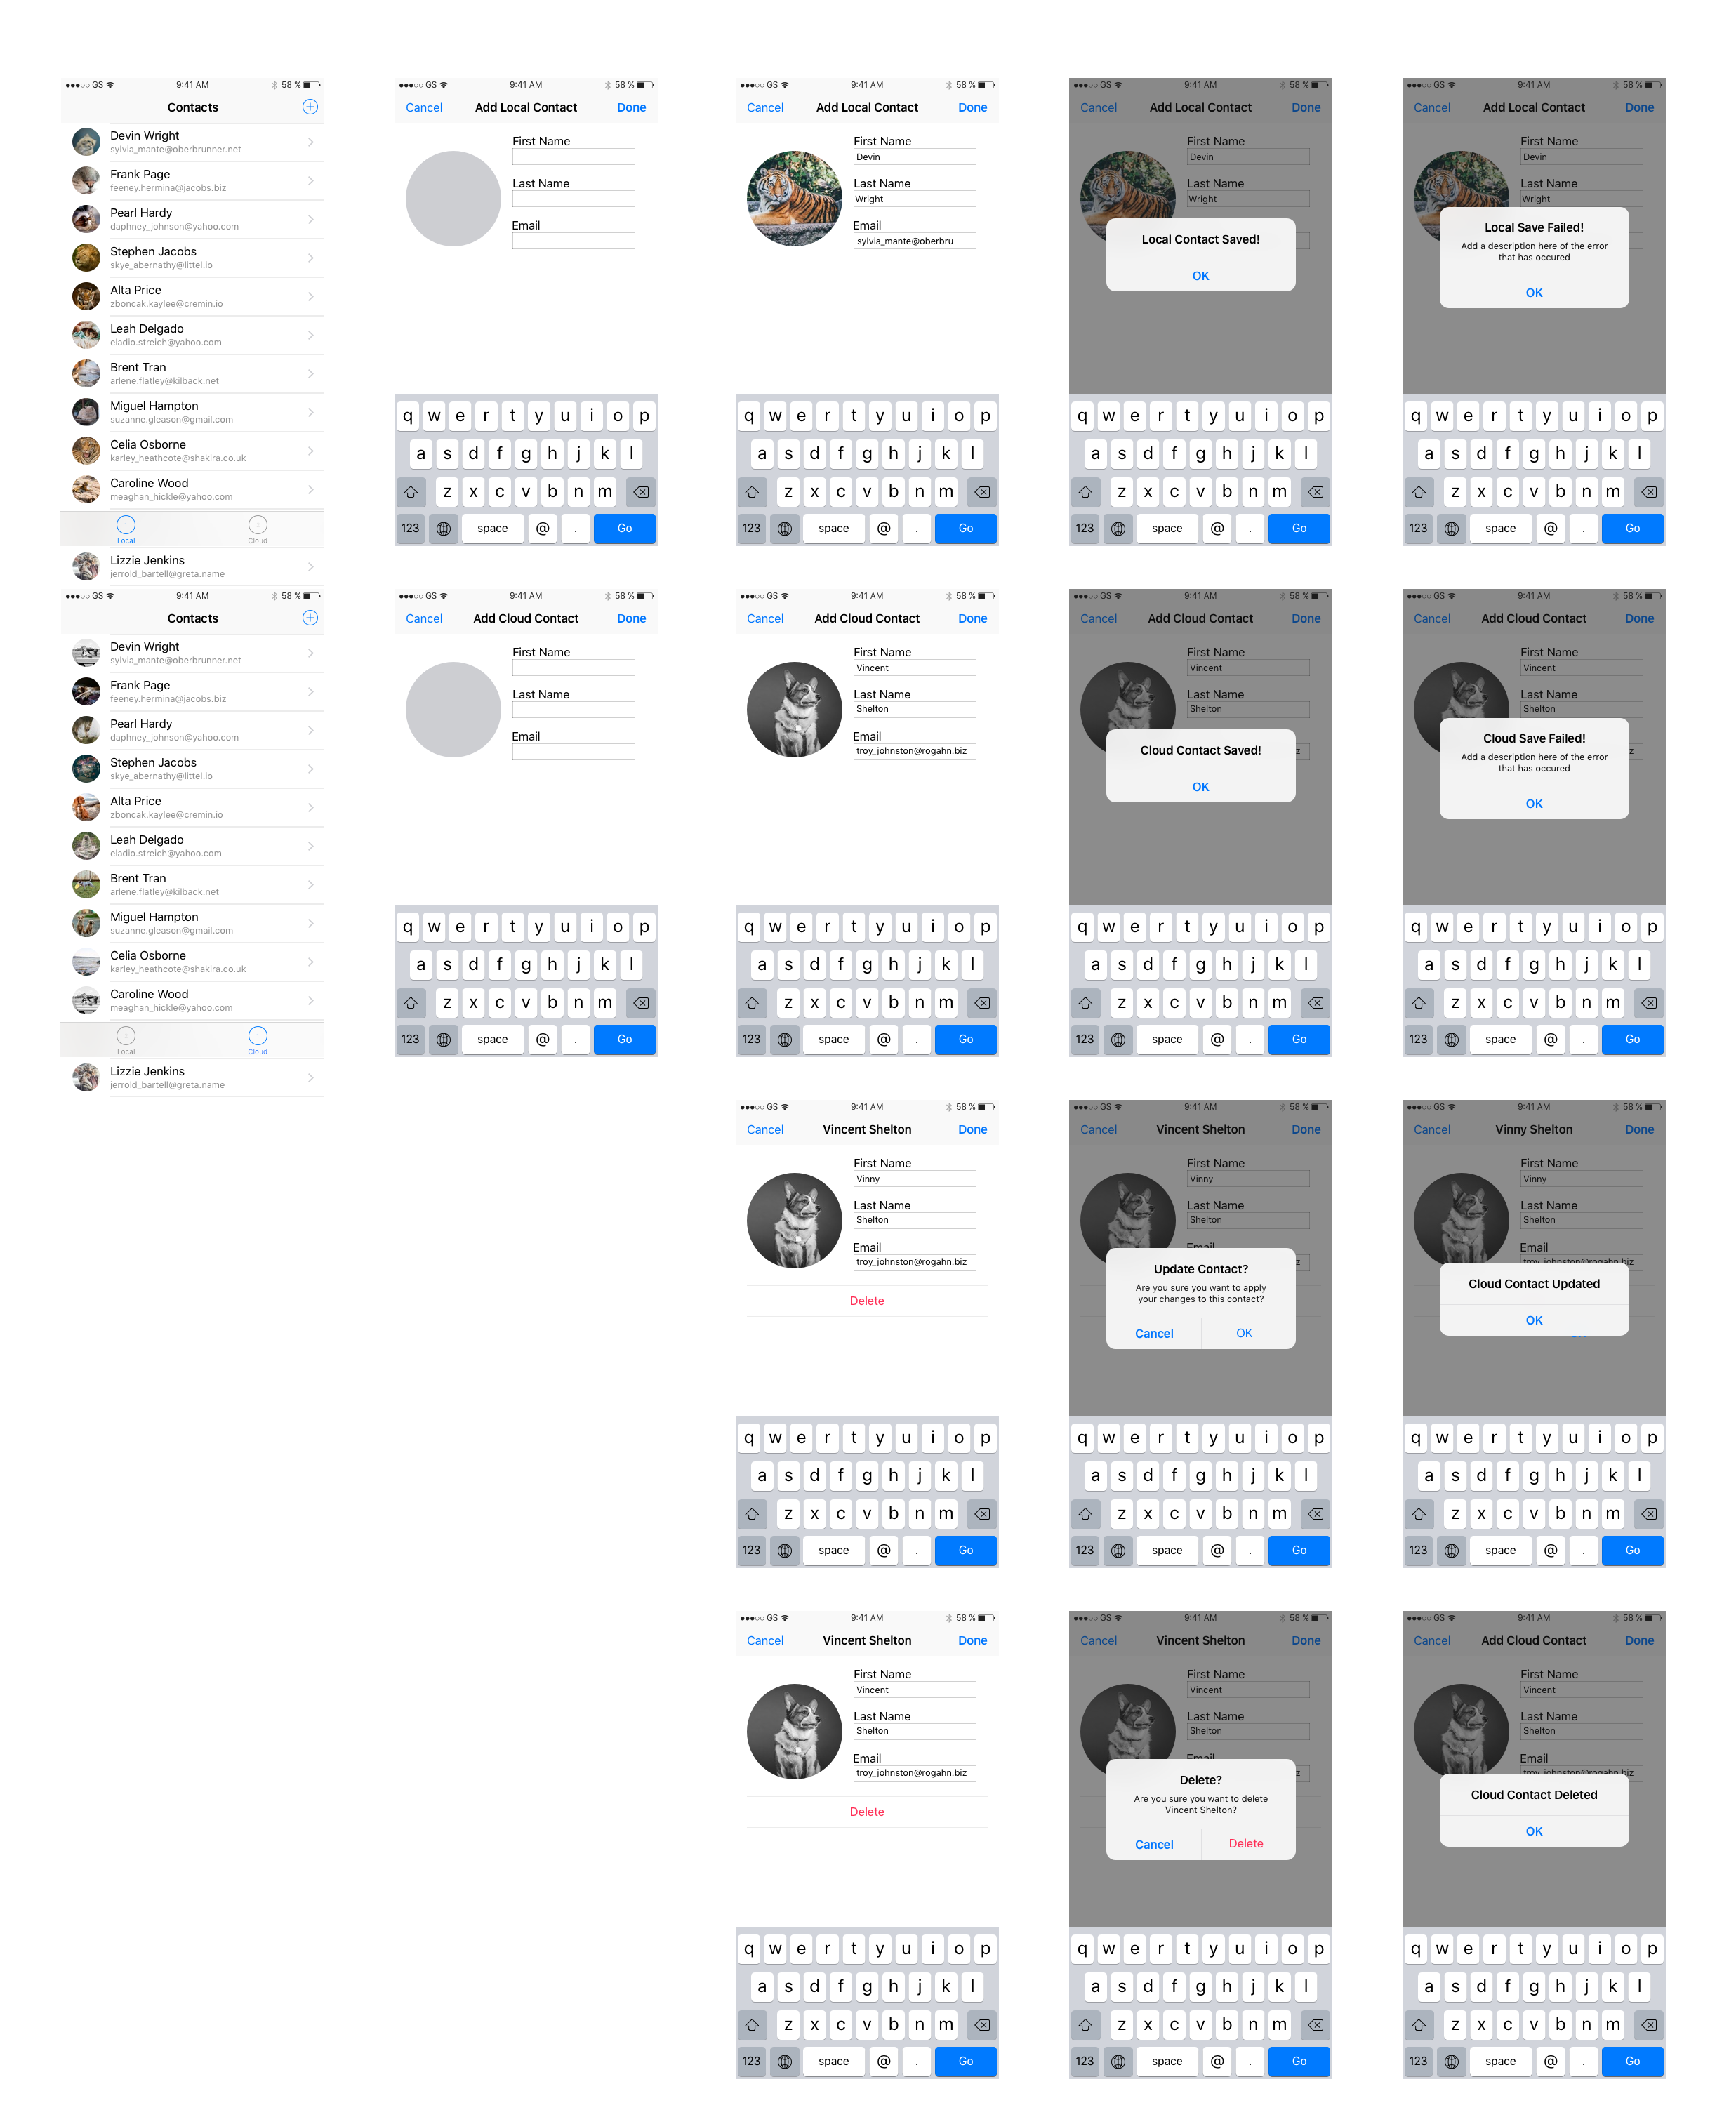 GS 9:41 AM 58 %
Contacts
Devin Wright
sylvia_mante@oberbrunner.net
Frank Page
feeney.hermina@jacobs.biz
Pearl Hardy
daphney_johnson@yahoo.com
Stephen Jacobs
skye_abernathy@littel.io
Alta Price
zboncak.kaylee@cremin.io
Leah Delgado
eladio.streich@yahoo.com
Brent Tran
arlene.flatley@kilback.net
Miguel Hampton
suzanne.gleason@gmail.com
Celia Osborne
karley_heathcote@shakira.co.uk
Caroline Wood
meaghan_hickle@yahoo.com
Local Cloud
Lizzie Jenkins
jerrold_bartell@greta.name
GS 9:41 AM 58 %
Cancel Add Local Contact Done
First Name
Last Name
Email
q w e r t y u i o p
a s d f g h j k l
z x c v b n m
123 space @ . Go
GS 9:41 AM 58 %
Cancel Add Local Contact Done
First Name
Devin
Last Name
Wright
Email
sylvia_mante@oberbru
q w e r t y u i o p
a s d f g h j k l
z x c v b n m
123 space @ . Go
GS 9:41 AM 58 %
Cancel Add Local Contact Done
First Name
Devin
Last Name
Wright
Local Contact Saved!
OK
q w e r t y u i o p
a s d f g h j k l
z x c v b n m
123 space @ . Go
GS 9:41 AM 58 %
Cancel Add Local Contact Done
First Name
Devin
Last Name
Wright
Local Save Failed!
Add a description here of the error
that has occured
OK
q w e r t y u i o p
a s d f g h j k l
z x c v b n m
123 space @ . Go
GS 9:41 AM 58 %
Contacts
Devin Wright
sylvia_mante@oberbrunner.net
Frank Page
feeney.hermina@jacobs.biz
Pearl Hardy
daphney_johnson@yahoo.com
Stephen Jacobs
skye_abernathy@littel.io
Alta Price
zboncak.kaylee@cremin.io
Leah Delgado
eladio.streich@yahoo.com
Brent Tran
arlene.flatley@kilback.net
Miguel Hampton
suzanne.gleason@gmail.com
Celia Osborne
karley_heathcote@shakira.co.uk
Caroline Wood
meaghan_hickle@yahoo.com
Local Cloud
Lizzie Jenkins
jerrold_bartell@greta.name
GS 9:41 AM 58 %
Cancel Add Cloud Contact Done
First Name
Last Name
Email
q w e r t y u i o p
a s d f g h j k l
z x c v b n m
123 space @ . Go
GS 9:41 AM 58 %
Cancel Add Cloud Contact Done
First Name
Vincent
Last Name
Shelton
Email
troy_johnston@rogahn.biz
q w e r t y u i o p
a s d f g h j k l
z x c v b n m
123 space @ . Go
GS 9:41 AM 58 %
Cancel Add Cloud Contact Done
First Name
Vincent
Last Name
Shelton
z
Cloud Contact Saved!
OK
q w e r t y u i o p
a s d f g h j k l
z x c v b n m
123 space @ . Go
GS 9:41 AM 58 %
Cancel Add Cloud Contact Done
First Name
Vincent
Last Name
Shelton
z
Cloud Save Failed!
Add a description here of the error
that has occured
OK
q w e r t y u i o p
a s d f g h j k l
z x c v b n m
123 space @ . Go
GS 9:41 AM 58 %
Cancel Vincent Shelton Done
First Name
Vinny
Last Name
Shelton
Email
troy_johnston@rogahn.biz
Delete
q w e r t y u i o p
a s d f g h j k l
z x c v b n m
123 space @ . Go
GS 9:41 AM 58 %
Cancel Vincent Shelton Done
First Name
Vinny
Last Name
Shelton
Email
z
Update Contact?
Are you sure you want to apply
your changes to this contact?
Cancel OK
q w e r t y u i o p
a s d f g h j k l
z x c v b n m
123 space @ . Go
GS 9:41 AM 58 %
Cancel Vinny Shelton Done
First Name
Vinny
Last Name
Shelton
Email
troy_johnston@rogahn.biz
Cloud Contact Updated
OK
q w e r t y u i o p
a s d f g h j k l
z x c v b n m
123 space @ . Go
GS 9:41 AM 58 %
Cancel Vincent Shelton Done
First Name
Vincent
Last Name
Shelton
Email
troy_johnston@rogahn.biz
Delete
q w e r t y u i o p
a s d f g h j k l
z x c v b n m
123 space @ . Go
GS 9:41 AM 58 %
Cancel Vincent Shelton Done
First Name
Vincent
Last Name
Shelton
Email
z
Delete?
Are you sure you want to delete
Vincent Shelton?
Cancel Delete
q w e r t y u i o p
a s d f g h j k l
z x c v b n m
123 space @ . Go
GS 9:41 AM 58 %
Cancel Add Cloud Contact Done
First Name
Vincent
Last Name
Shelton
Email
troy_johnston@rogahn.biz
Cloud Contact Deleted
OK
q w e r t y u i o p
a s d f g h j k l
z x c v b n m
123 space @ . Go